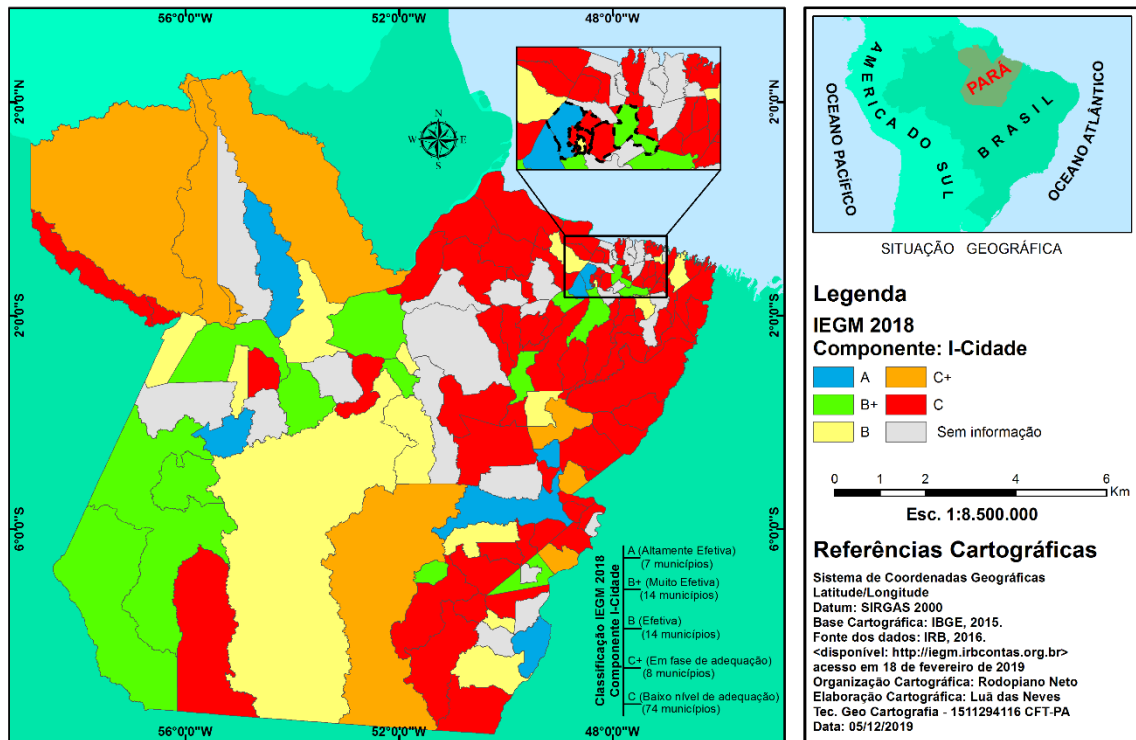 56°0'0"W
52°0'0"W
48°0'0"W
2°0'0"N
2°0'0"N
2°0'0"S
2°0'0"S
6°0'0"S
6°0'0"S
56°0'0"W
52°0'0"W
48°0'0"W
N
W
E
S
Classificação IEGM 2018
Componente I-Cidade
A (Altamente Efetiva)
(7 municípios)
B+ (Muito Efetiva)
(14 municípios)
B (Efetiva)
(14 municípios)
C+ (Em fase de adequação)
(8 municípios)
C (Baixo nível de adequação)
(74 municípios)
AMERICA DO SUL
PARÁ
BRASIL
OCEANO PACÍFICO
OCEANO ATLÂNTICO
SITUAÇÃO GEOGRÁFICA
Legenda
IEGM 2018
Componente: I-Cidade
A
C+
B+
C
B
Sem informação
0 1 2 4 6
Km
Esc. 1:8.500.000
Referências Cartográficas
Sistema de Coordenadas Geográficas
Latitude/Longitude
Datum: SIRGAS 2000
Base Cartográfica: IBGE, 2015.
Fonte dos dados: IRB, 2016.
<disponível: http://iegm.irbcontas.org.br>
acesso em 18 de fevereiro de 2019
Organização Cartográfica: Rodopiano Neto
Elaboração Cartográfica: Luã das Neves
Tec. Geo Cartografia - 1511294116 CFT-PA
Data: 05/12/2019